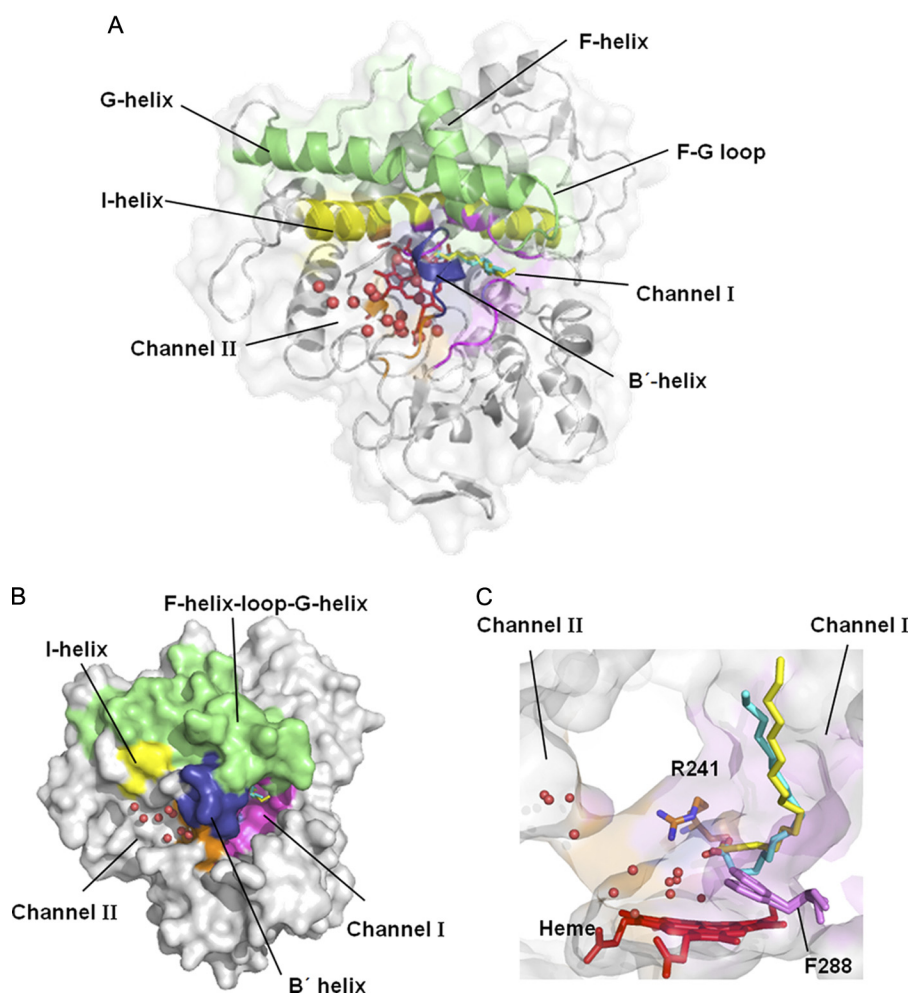 A
F-helix
G-helix
F-G loop
I-helix
Channel I
Channel II
B´-helix
B
F-helix-loop-G-helix
I-helix
Channel II
Channel I
B´ helix
C
Channel II
Channel I
R241
Heme
F288